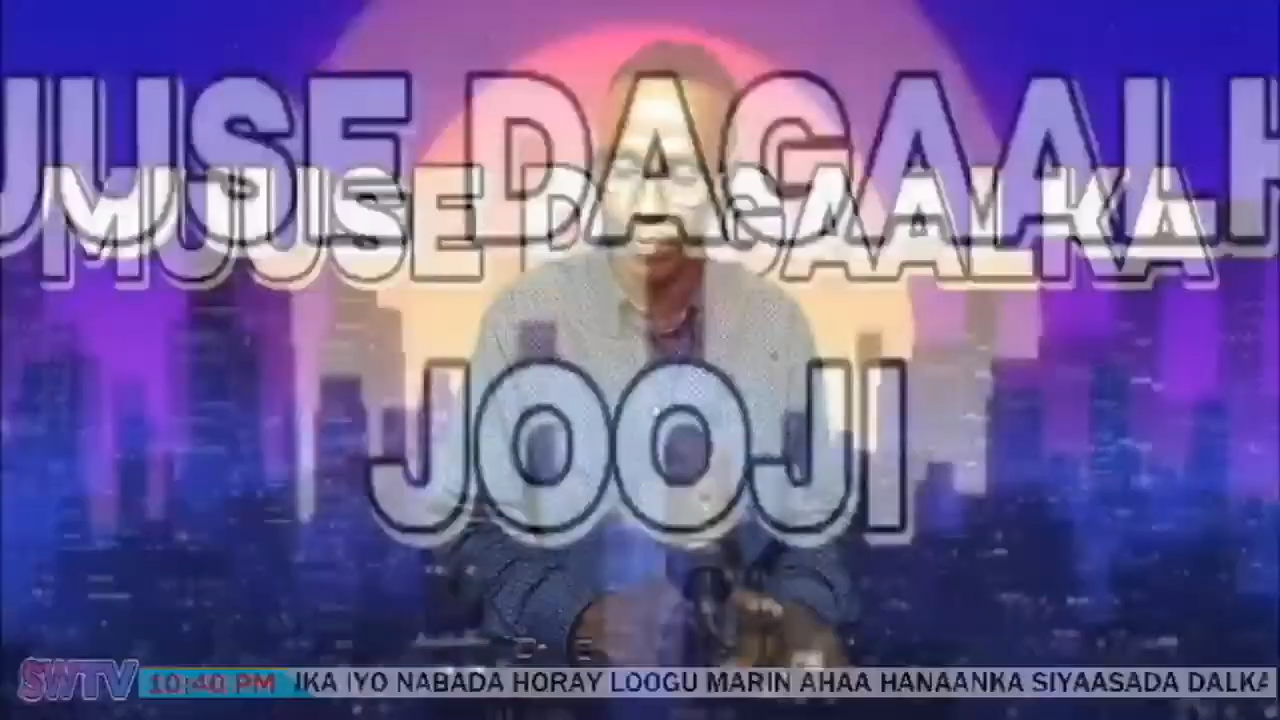 MUUSE DAGAALKA
JOOJI
SWTV 10:40 PM IKA IYO NABADA HORAY LOOGU MARIN AHAA HANAANKA SIYAASADA DALKA